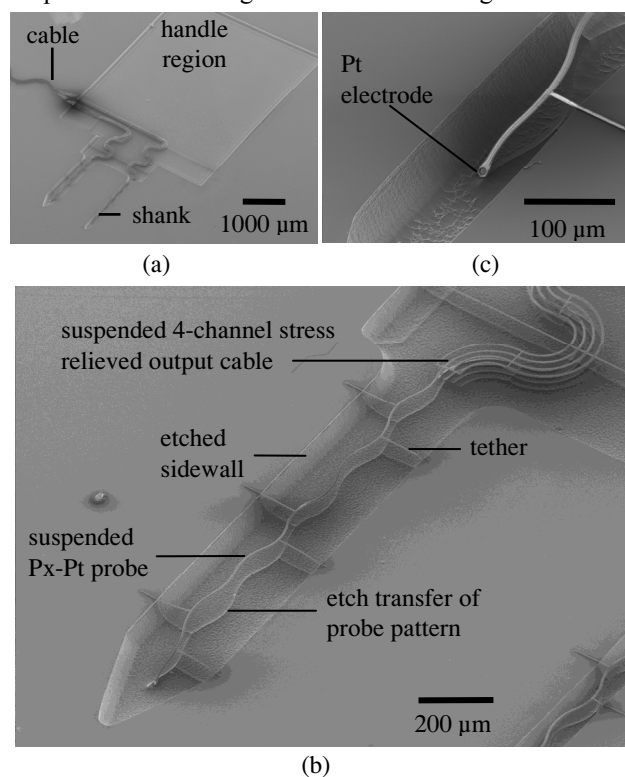 cable
handle
region
shank
1000 µm
(a)
Pt
electrode
100 µm
(c)
suspended 4-channel stress
relieved output cable
etched
sidewall
tether
suspended
Px-Pt probe
etch transfer of
probe pattern
200 µm
(b)